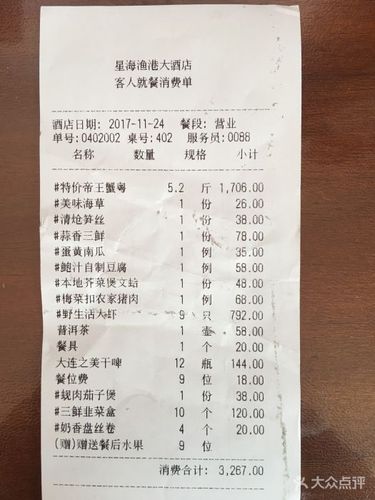 星海渔港大酒店
客人就餐消费单
酒店日期: 2017-11-24 餐段: 营业
单号:0402002 桌号:402 服务员:0088
名称 数量 规格 小计
#特价帝王蟹粤 5.2 斤 1,706.00
#美味海草 1 份 26.00
#清炝笋丝 1 份 38.00
#蒜香三鲜 1 份 78.00
#蛋黄南瓜 1 例 35.00
#鲍汁自制豆腐 1 例 58.00
#本地芥菜煲文蛤 1 份 48.00
#梅菜扣农家猪肉 1 例 68.00
#野生活大虾 9 只 792.00
普洱茶 1 壶 58.00
餐具 1 个 20.00
大连之美干啤 12 瓶 144.00
餐位费 9 位 18.00
#蚬肉茄子煲 1 份 38.00
#三鲜韭菜盒 10 个 120.00
#奶香盘丝卷 4 个 20.00
(赠)赠送餐后水果 9 位
消费合计: 3,267.00
大众点评